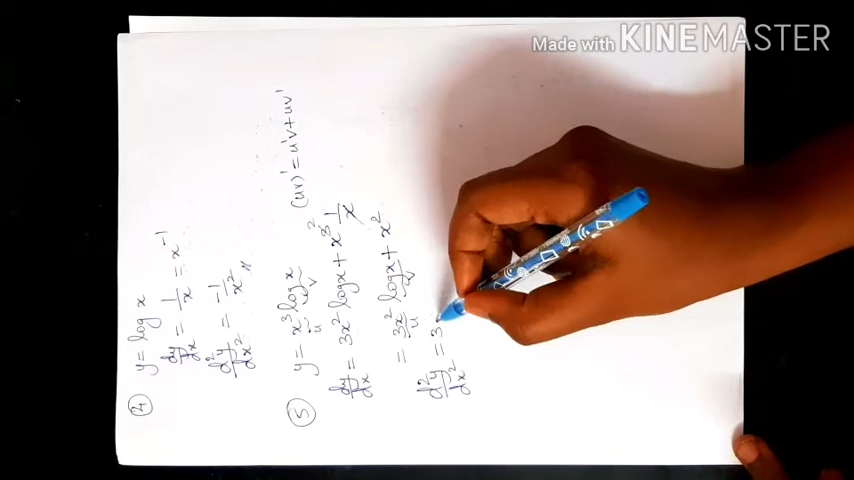 Made with KINEMASTER
④ y = log x
dy/dx = 1/x = x⁻¹
d²y/dx² = -1/x² //
⑤ y = x³ log x (uv)' = u'v + uv'
u v
dy/dx = 3x² log x + x³ 1/x
2
= 3x² log x + x²
u v
d²y/dx² = 3